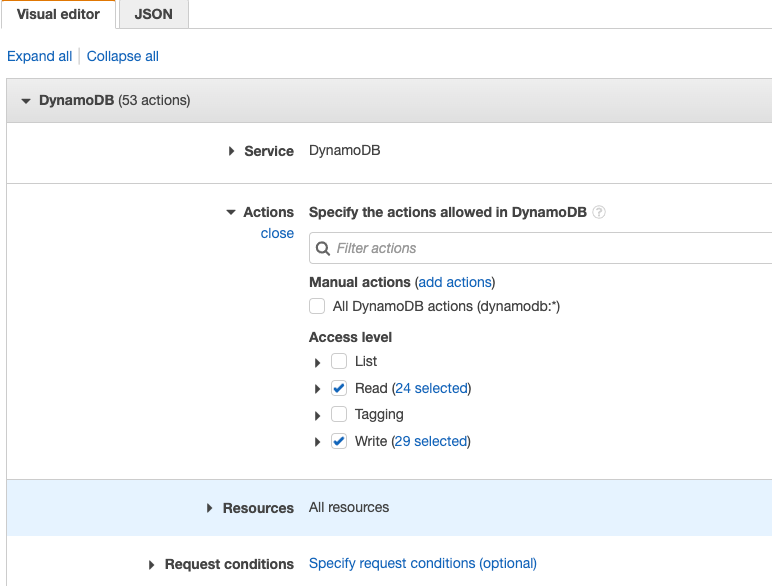 Visual editor JSON
Expand all Collapse all
DynamoDB (53 actions)
Service DynamoDB
Actions Specify the actions allowed in DynamoDB ?
close
Filter actions
Manual actions (add actions)
All DynamoDB actions (dynamodb:*)
Access level
List
Read (24 selected)
Tagging
Write (29 selected)
Resources All resources
Request conditions Specify request conditions (optional)